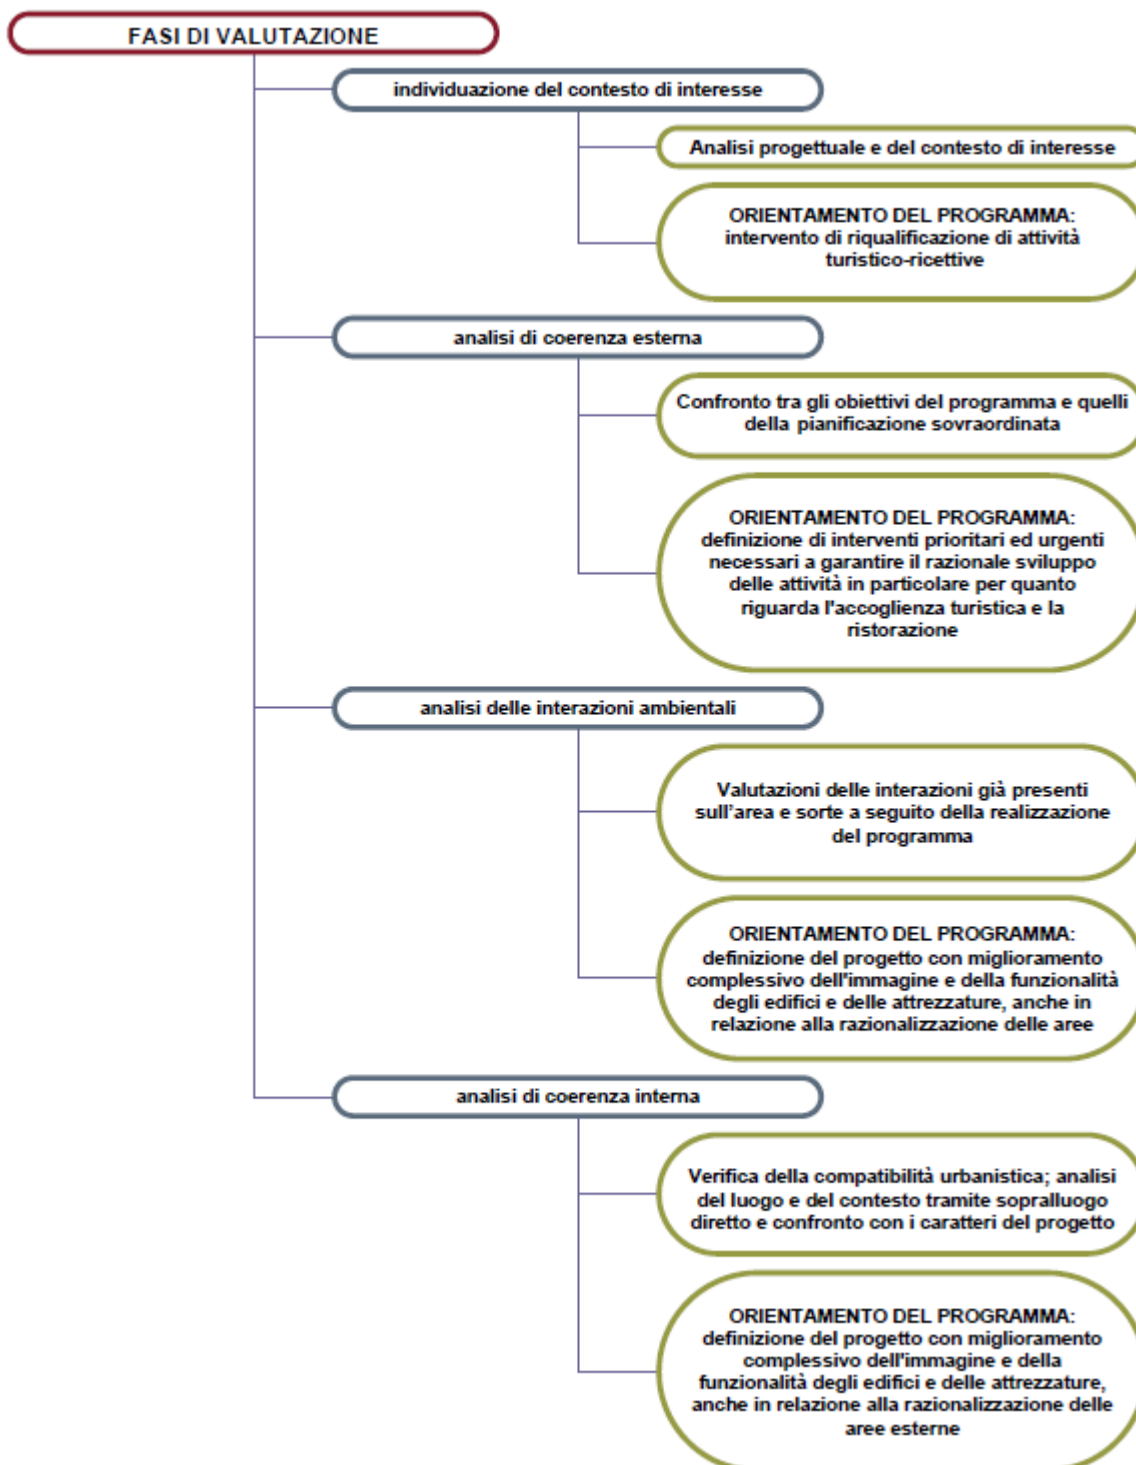 FASI DI VALUTAZIONE
individuazione del contesto di interesse
Analisi progettuale e del contesto di interesse
ORIENTAMENTO DEL PROGRAMMA:
intervento di riqualificazione di attività
turistico-ricettive
analisi di coerenza esterna
Confronto tra gli obiettivi del programma e quelli
della pianificazione sovraordinata
ORIENTAMENTO DEL PROGRAMMA:
definizione di interventi prioritari ed urgenti
necessari a garantire il razionale sviluppo
delle attività in particolare per quanto
riguarda l'accoglienza turistica e la
ristorazione
analisi delle interazioni ambientali
Valutazioni delle interazioni già presenti
sull'area e sorte a seguito della realizzazione
del programma
ORIENTAMENTO DEL PROGRAMMA:
definizione del progetto con miglioramento
complessivo dell'immagine e della funzionalità
degli edifici e delle attrezzature, anche in
relazione alla razionalizzazione delle aree
analisi di coerenza interna
Verifica della compatibilità urbanistica; analisi
del luogo e del contesto tramite sopralluogo
diretto e confronto con i caratteri del progetto
ORIENTAMENTO DEL PROGRAMMA:
definizione del progetto con miglioramento
complessivo dell'immagine e della
funzionalità degli edifici e delle attrezzature,
anche in relazione alla razionalizzazione delle
aree esterne